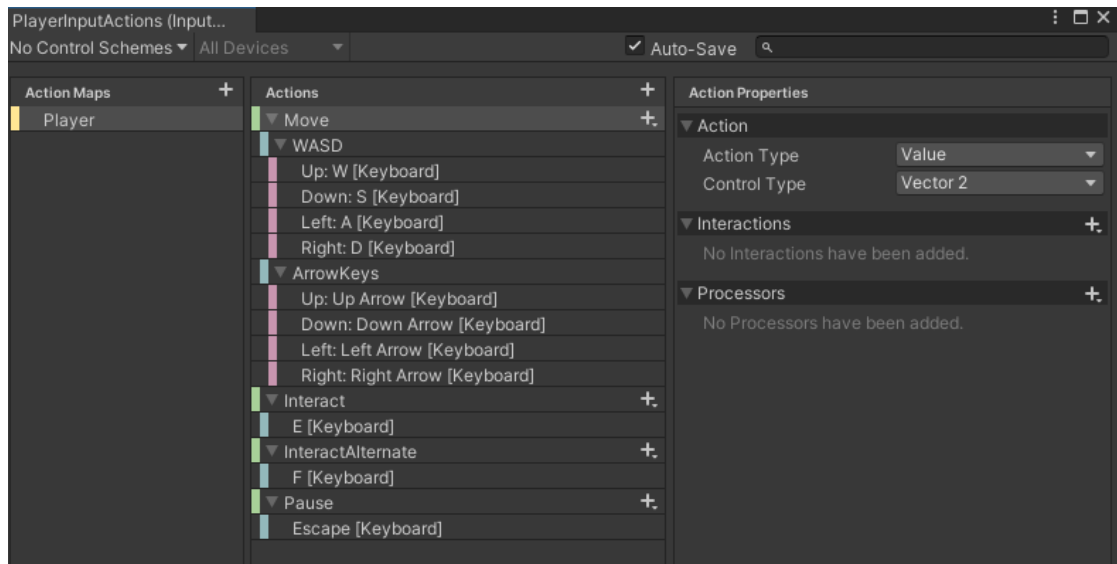 PlayerInputActions (Input...
No Control Schemes All Devices Auto-Save
Action Maps
Player
Actions
Move
WASD
Up: W [Keyboard]
Down: S [Keyboard]
Left: A [Keyboard]
Right: D [Keyboard]
ArrowKeys
Up: Up Arrow [Keyboard]
Down: Down Arrow [Keyboard]
Left: Left Arrow [Keyboard]
Right: Right Arrow [Keyboard]
Interact
E [Keyboard]
InteractAlternate
F [Keyboard]
Pause
Escape [Keyboard]
Action Properties
Action
Action Type Value
Control Type Vector 2
Interactions
No Interactions have been added.
Processors
No Processors have been added.